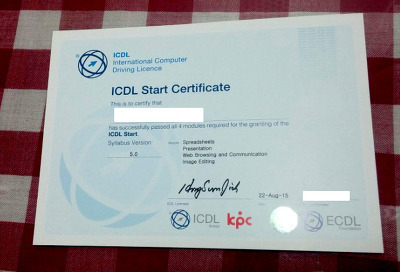 ICDL
International Computer
Driving Licence
ICDL Start Certificate
This is to certify that
has successfully passed all 4 modules required for the granting of the
ICDL Start.
Syllabus Version
5.0
Spreadsheets
Presentation
Web Browsing and Communication
Image Editing
22-Aug-15
ICDL
kpc
ECDL
Foundation